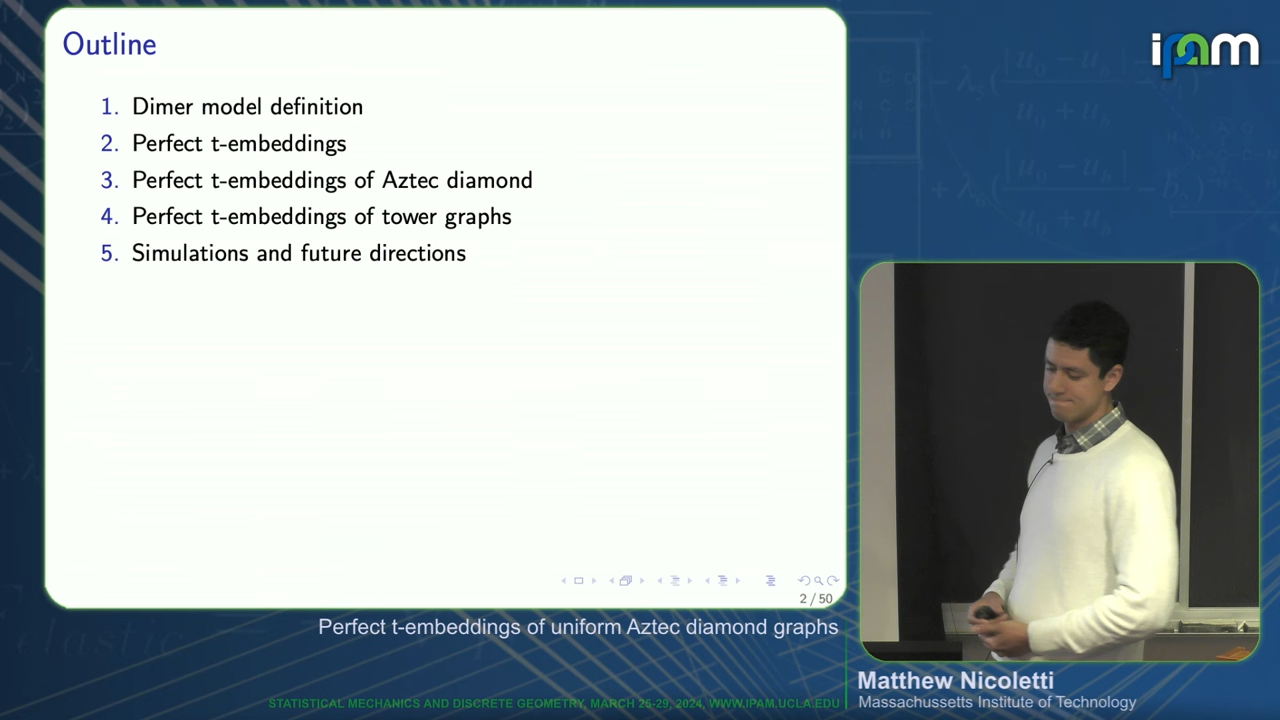 Outline
1. Dimer model definition
2. Perfect t-embeddings
3. Perfect t-embeddings of Aztec diamond
4. Perfect t-embeddings of tower graphs
5. Simulations and future directions
2 / 50
ipam
Perfect t-embeddings of uniform Aztec diamond graphs
Matthew Nicoletti
Massachussetts Institute of Technology
STATISTICAL MECHANICS AND DISCRETE GEOMETRY, MARCH 25-29, 2024, WWW.IPAM.UCLA.EDU
elastic